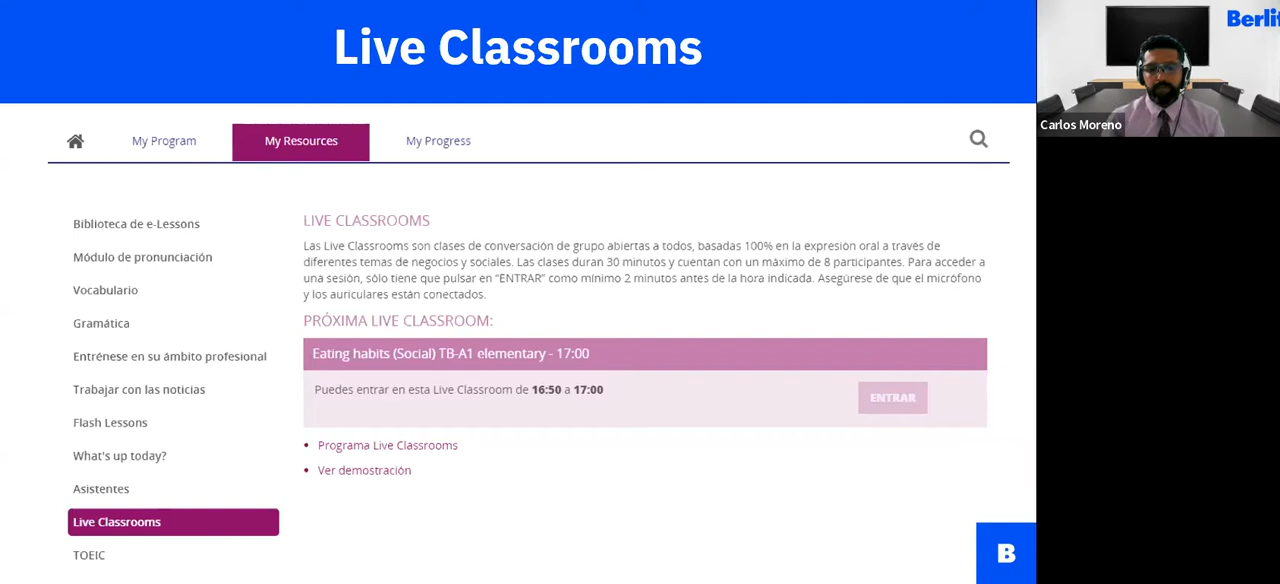 Live Classrooms
Berlit
Carlos Moreno
My Program
My Resources
My Progress
Biblioteca de e-Lessons
Módulo de pronunciación
Vocabulario
Gramática
Entrénese en su ámbito profesional
Trabajar con las noticias
Flash Lessons
What's up today?
Asistentes
Live Classrooms
TOEIC
LIVE CLASSROOMS
Las Live Classrooms son clases de conversación de grupo abiertas a todos, basadas 100% en la expresión oral a través de
diferentes temas de negocios y sociales. Las clases duran 30 minutos y cuentan con un máximo de 8 participantes. Para acceder a
una sesión, sólo tiene que pulsar en “ENTRAR” como mínimo 2 minutos antes de la hora indicada. Asegúrese de que el micrófono
y los auriculares están conectados.
PRÓXIMA LIVE CLASSROOM:
Eating habits (Social) TB-A1 elementary - 17:00
Puedes entrar en esta Live Classroom de 16:50 a 17:00
ENTRAR
Programa Live Classrooms
Ver demostración
B